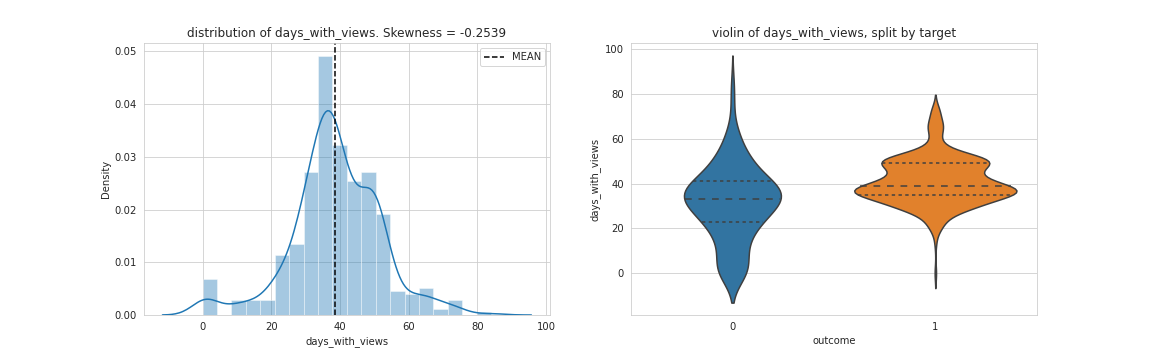 distribution of days_with_views. Skewness = -0.2539
MEAN
0.05
0.04
0.03
0.02
0.01
0.00
Density
0 20 40 60 80 100
days_with_views
violin of days_with_views, split by target
100
80
60
40
20
0
days_with_views
0 1
outcome